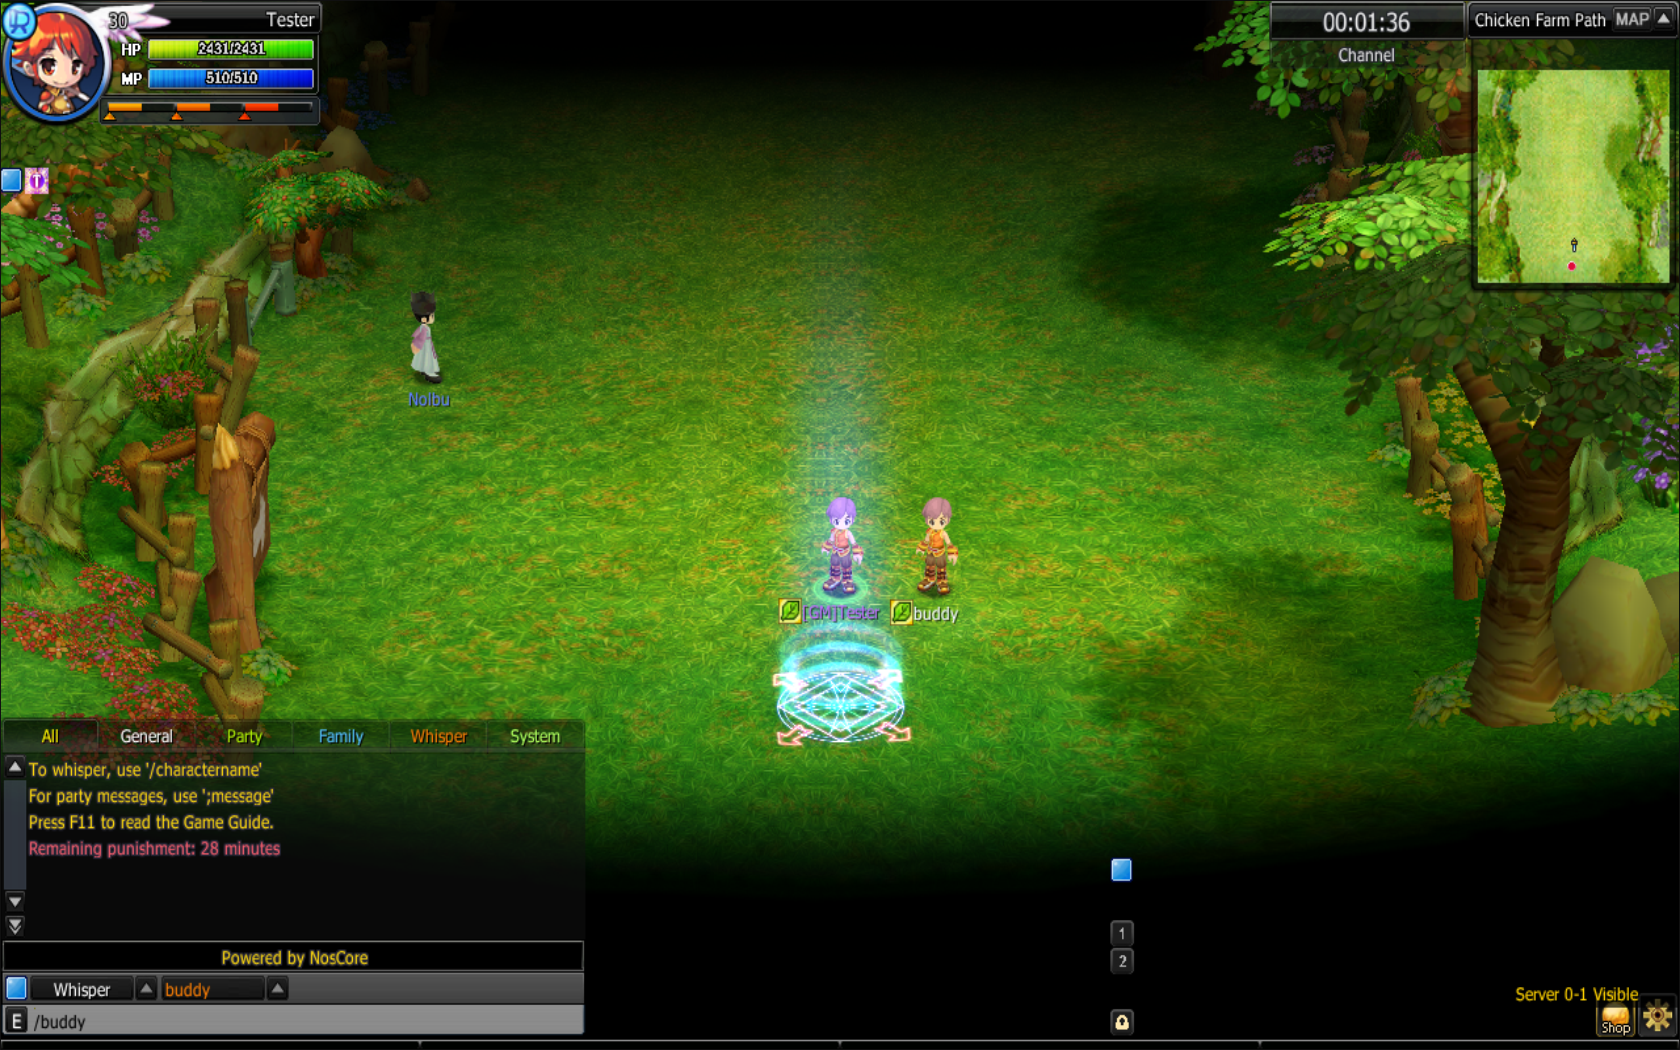 30
Tester
HP 2431/2431
MP 510/510
T
00:01:36
Channel
Chicken Farm Path MAP
Nolbu
[GM]Tester
buddy
All General Party Family Whisper System
To whisper, use '/charactername'
For party messages, use ';message'
Press F11 to read the Game Guide.
Remaining punishment: 28 minutes
Powered by NosCore
Whisper buddy
E /buddy
1
2
Server 0-1 Visible
Shop